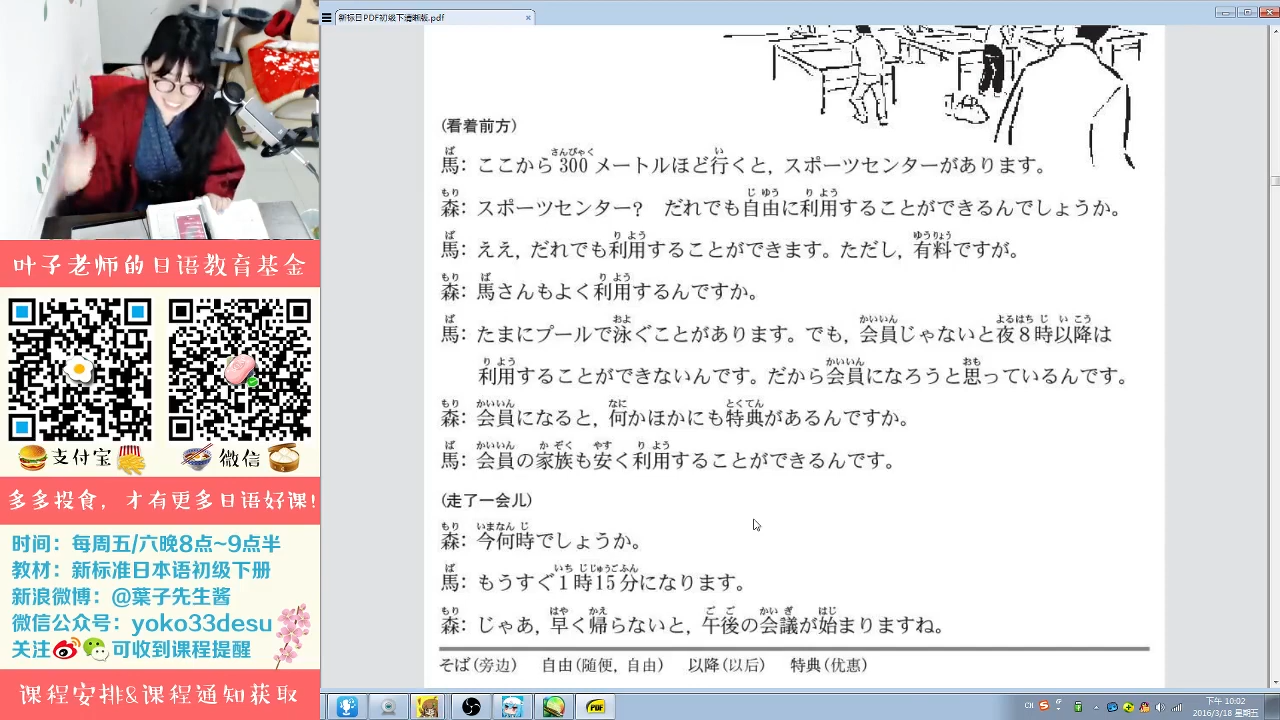 新标日PDF初级下清晰版.pdf
(看着前方)
馬: ここから300メートルほど行くと, スポーツセンターがあります。
森: スポーツセンター? だれでも自由に利用することができるんでしょうか。
馬: ええ, だれでも利用することができます。ただし, 有料ですが。
森: 馬さんもよく利用するんですか。
馬: たまにプールで泳ぐことがあります。でも, 会員じゃないと夜8時以降は
利用することができないんです。だから会員になろうと思っているんです。
森: 会員になると, 何かほかにも特典があるんですか。
馬: 会員の家族も安く利用することができるんです。
(走了一会儿)
森: 今何時でしょうか。
馬: もうすぐ1時15分になります。
森: じゃあ, 早く帰らないと, 午後の会議が始まりますね。
そば(旁边) 自由(随便, 自由) 以降(以后) 特典(优惠)
叶子老师的日语教育基金
支付宝 微信
多多投食, 才有更多日语好课!
时间: 每周五/六晚8点~9点半
教材: 新标准日本语初级下册
新浪微博: @葉子先生醬
微信公众号: yoko33desu
关注 可收到课程提醒
课程安排&课程通知获取
CH
下午 10:02
2016/3/18 星期五